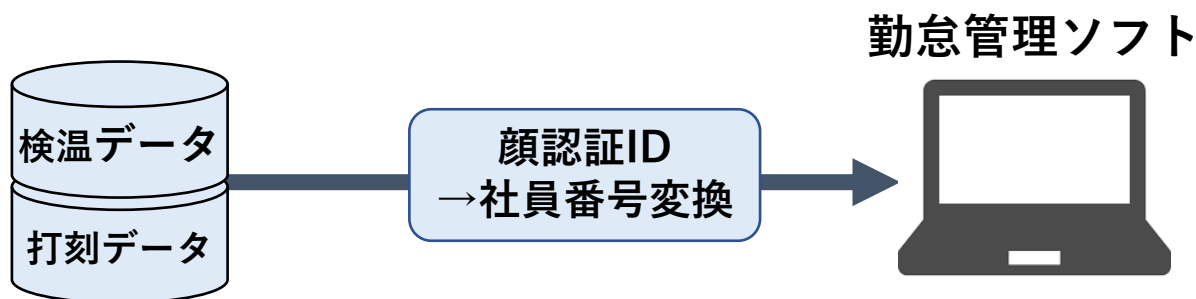 勤怠管理ソフト
検温データ
打刻データ
顔認証ID
→社員番号変換